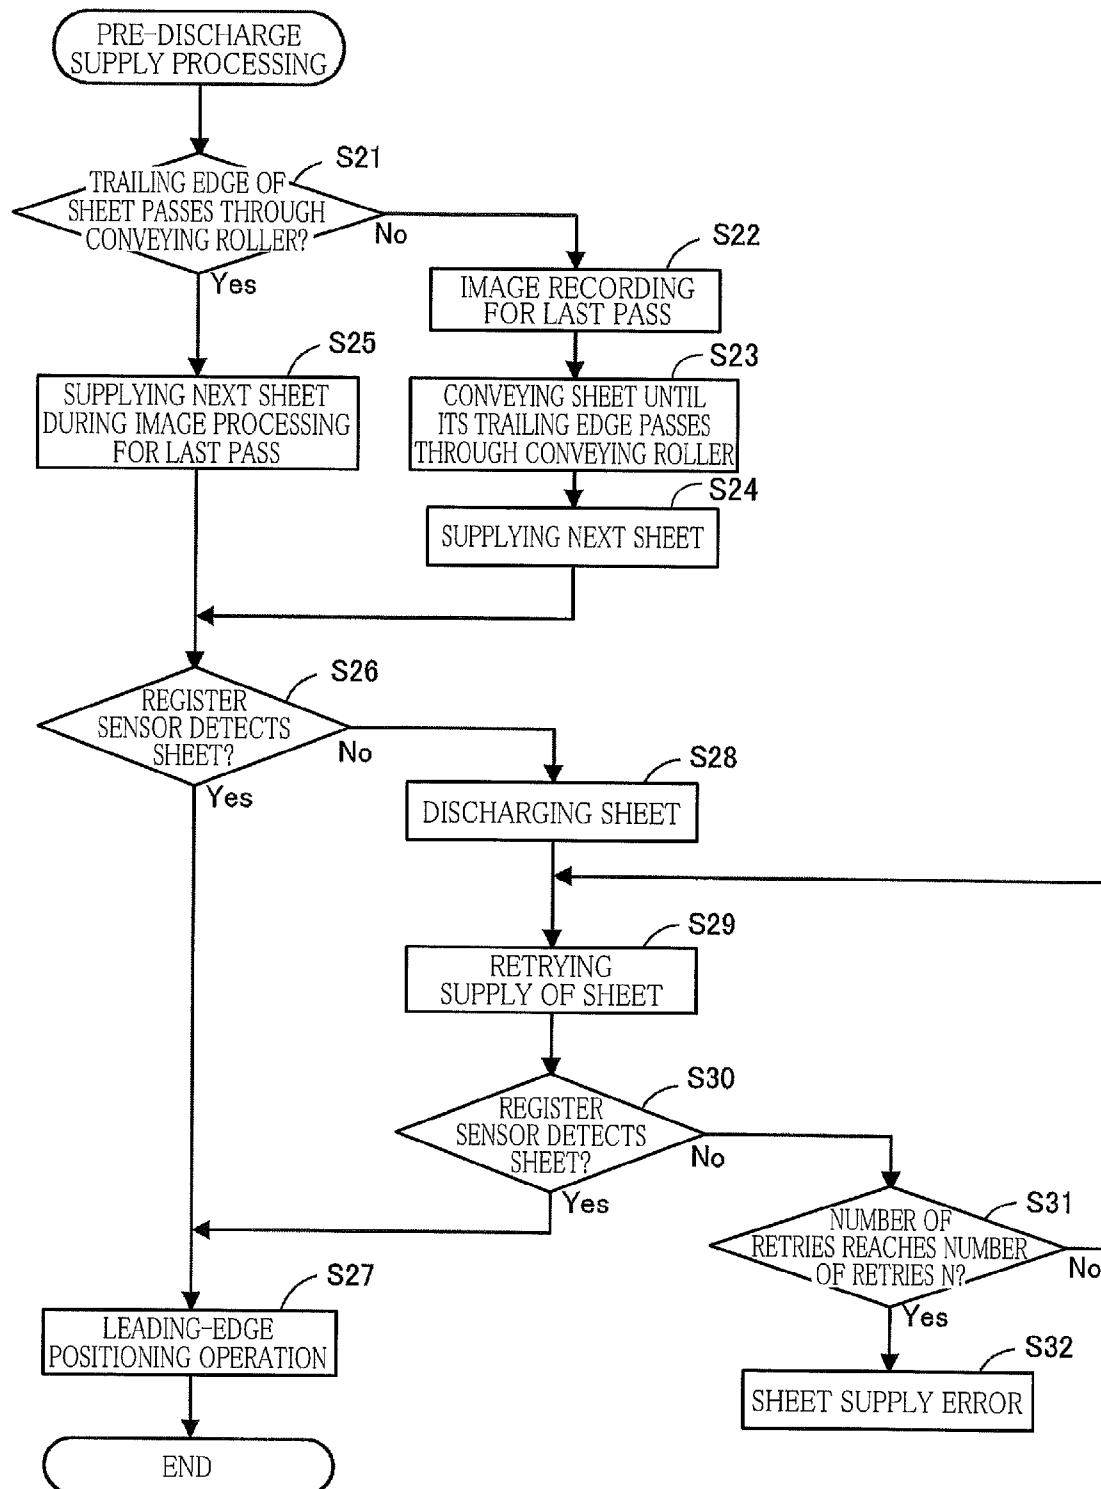 PRE-DISCHARGE
SUPPLY PROCESSING
S21
TRAILING EDGE OF
SHEET PASSES THROUGH
CONVEYING ROLLER?
No
Yes
S22
IMAGE RECORDING
FOR LAST PASS
S25
SUPPLYING NEXT SHEET
DURING IMAGE PROCESSING
FOR LAST PASS
S23
CONVEYING SHEET UNTIL
ITS TRAILING EDGE PASSES
THROUGH CONVEYING ROLLER
S24
SUPPLYING NEXT SHEET
S26
REGISTER
SENSOR DETECTS
SHEET?
No
Yes
S28
DISCHARGING SHEET
S29
RETRYING
SUPPLY OF SHEET
S30
REGISTER
SENSOR DETECTS
SHEET?
No
Yes
S31
NUMBER OF
RETRIES REACHES NUMBER
OF RETRIES N?
No
Yes
S27
LEADING-EDGE
POSITIONING OPERATION
S32
SHEET SUPPLY ERROR
END